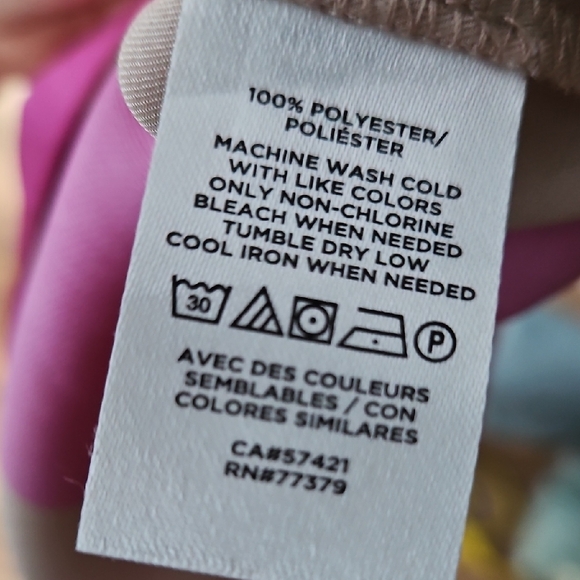 100% POLYESTER/
POLIÉSTER
MACHINE WASH COLD
WITH LIKE COLORS
ONLY NON-CHLORINE
BLEACH WHEN NEEDED
TUMBLE DRY LOW
COOL IRON WHEN NEEDED
30 P
AVEC DES COULEURS
SEMBLABLES / CON
COLORES SIMILARES
CA#57421
RN#77379